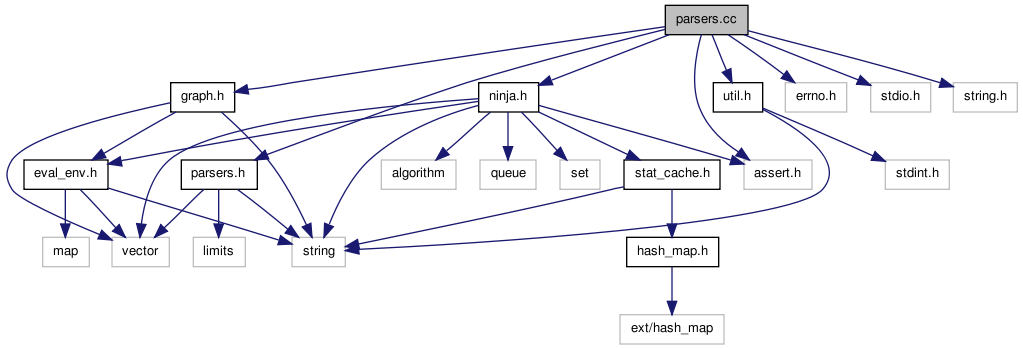 parsers.cc
graph.h
ninja.h
util.h
errno.h
stdio.h
string.h
eval_env.h
parsers.h
algorithm
queue
set
stat_cache.h
assert.h
stdint.h
map
vector
limits
string
hash_map.h
ext/hash_map